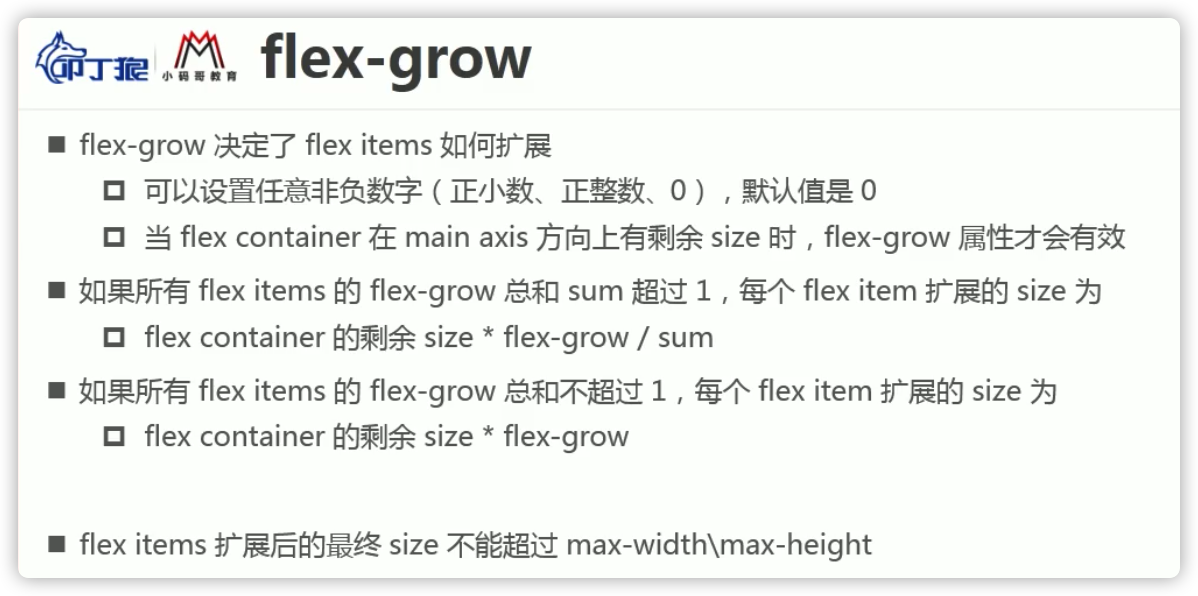 叩丁狼
小码哥教育
flex-grow
flex-grow 决定了 flex items 如何扩展
可以设置任意非负数字（正小数、正整数、0），默认值是 0
当 flex container 在 main axis 方向上有剩余 size 时，flex-grow 属性才会有效
如果所有 flex items 的 flex-grow 总和 sum 超过 1，每个 flex item 扩展的 size 为
flex container 的剩余 size * flex-grow / sum
如果所有 flex items 的 flex-grow 总和不超过 1，每个 flex item 扩展的 size 为
flex container 的剩余 size * flex-grow
flex items 扩展后的最终 size 不能超过 max-width\max-height